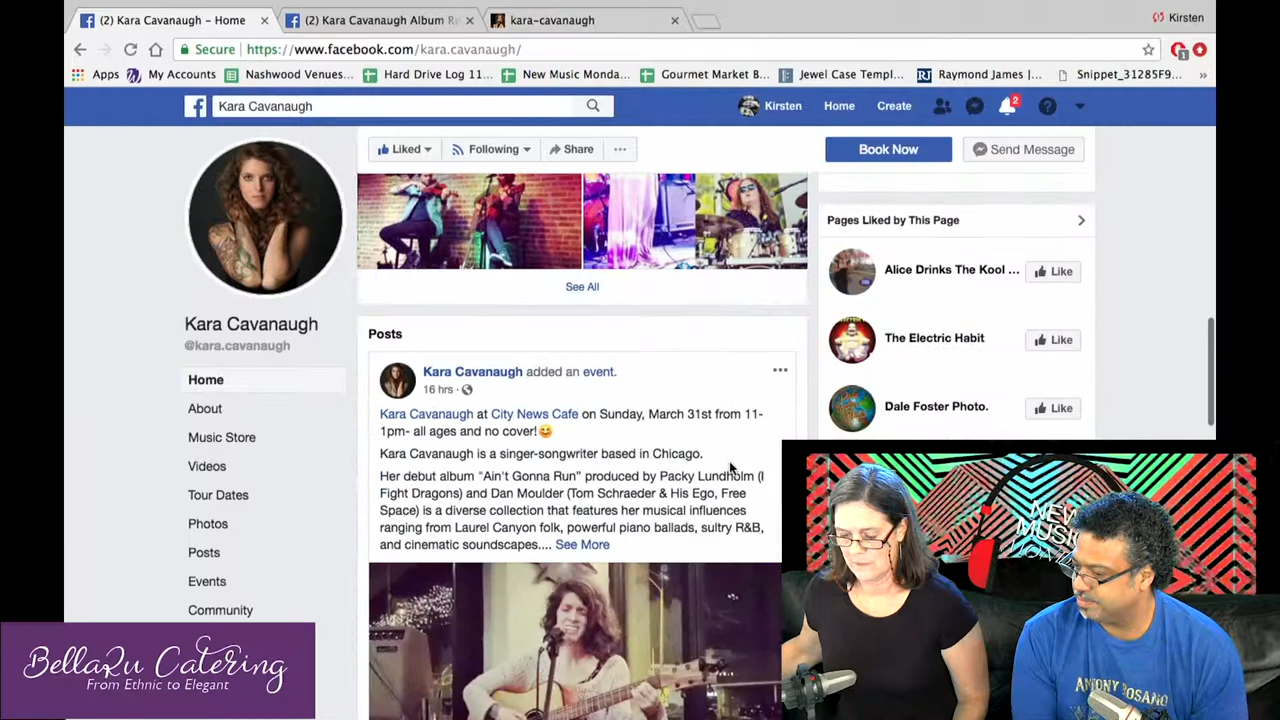 (2) Kara Cavanaugh - Home
(2) Kara Cavanaugh Album Re
kara-cavanaugh
Kirsten
Secure
https://www.facebook.com/kara.cavanaugh/
1
Apps
My Accounts
Nashwood Venues...
Hard Drive Log 11...
New Music Monda...
Gourmet Market B...
Jewel Case Templ...
RJ
Raymond James |...
Snippet_31285F9...
»
Kara Cavanaugh
Kirsten
Home
Create
2
Liked
Following
Share
...
Book Now
Send Message
Pages Liked by This Page
Alice Drinks The Kool ...
Like
The Electric Habit
Like
Dale Foster Photo.
Like
See All
Kara Cavanaugh
@kara.cavanaugh
Home
About
Music Store
Videos
Tour Dates
Photos
Posts
Events
Community
Posts
Kara Cavanaugh added an event.
16 hrs ·
Kara Cavanaugh at City News Cafe on Sunday, March 31st from 11-
1pm- all ages and no cover!😊
Kara Cavanaugh is a singer-songwriter based in Chicago.
Her debut album "Ain't Gonna Run" produced by Packy Lundholm (I
Fight Dragons) and Dan Moulder (Tom Schraeder & His Ego, Free
Space) is a diverse collection that features her musical influences
ranging from Laurel Canyon folk, powerful piano ballads, sultry R&B,
and cinematic soundscapes.... See More
BellaRu Catering
From Ethnic to Elegant
NEW
MUSIC
ANTONY ROSANO